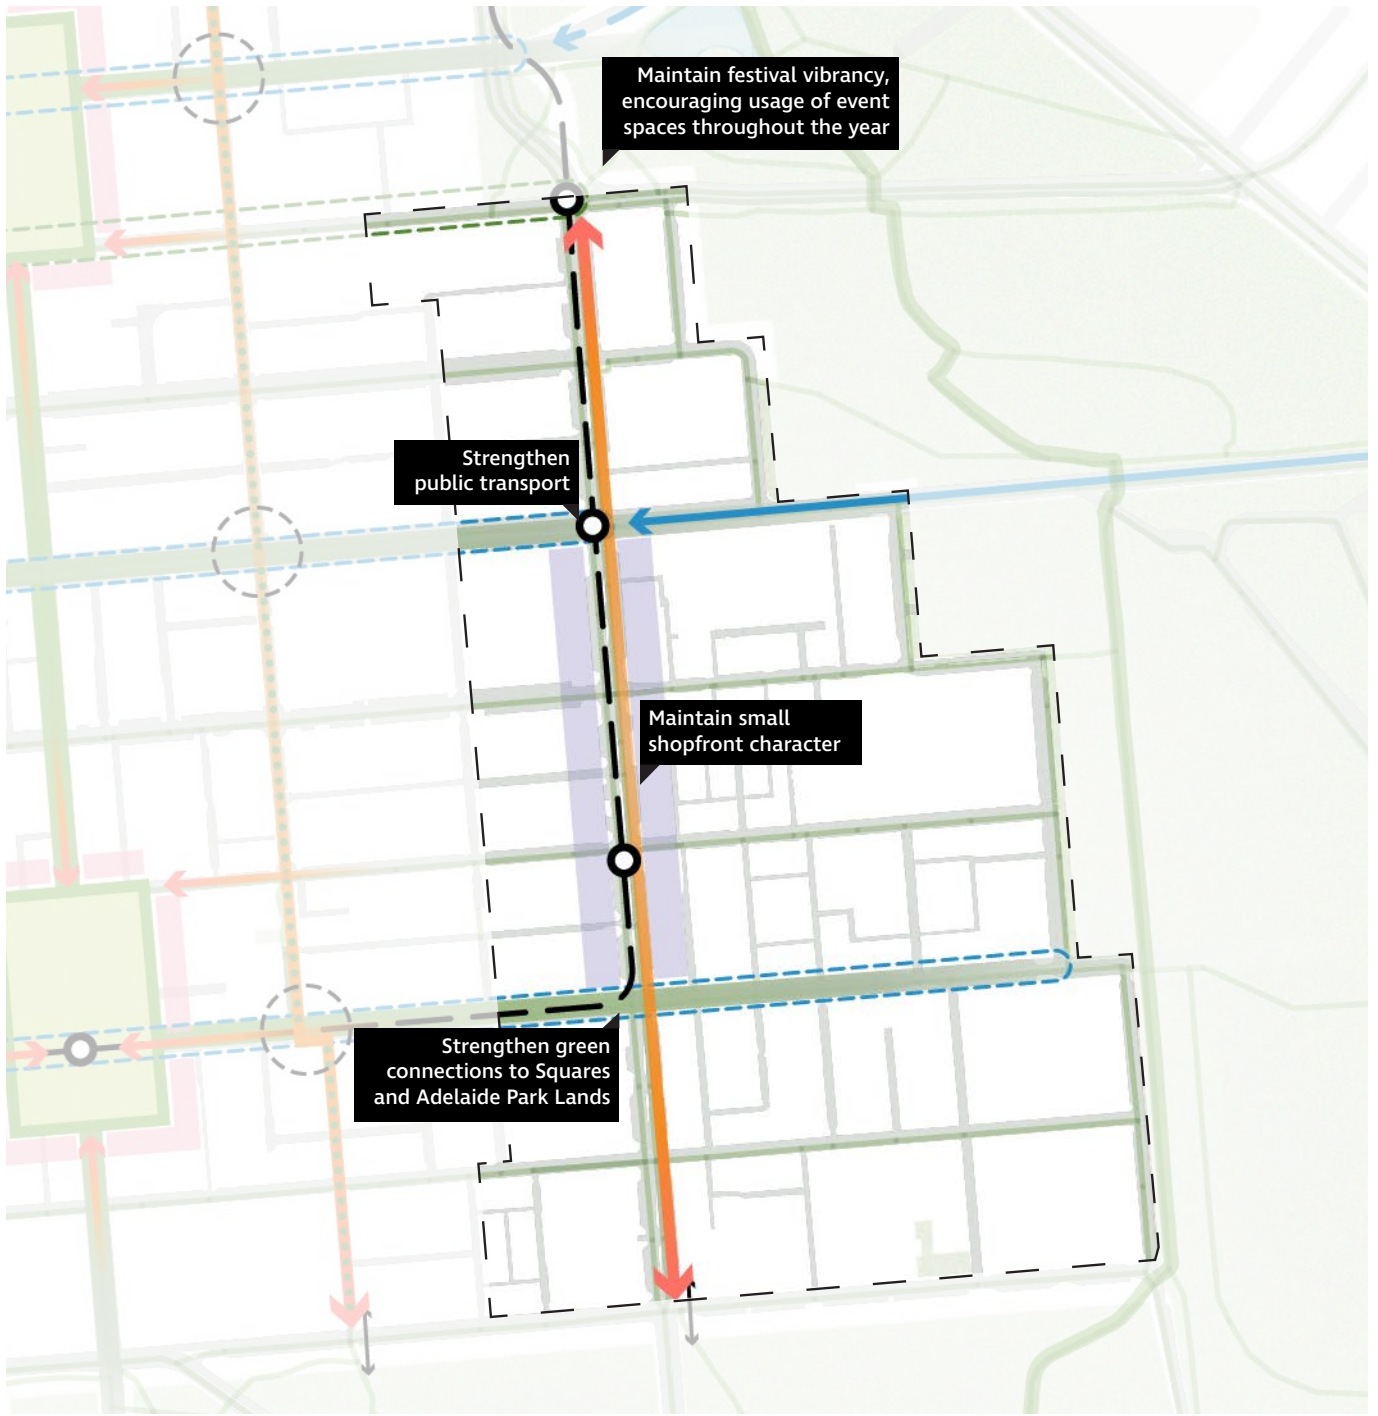 Maintain festival vibrancy,
encouraging usage of event
spaces throughout the year
Strengthen
public transport
Maintain small
shopfront character
Strengthen green
connections to Squares
and Adelaide Park Lands